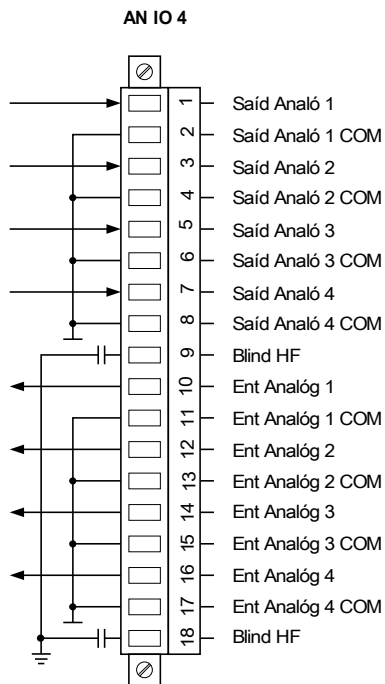 AN IO 4
1 Saíd Analó 1
2 Saíd Analó 1 COM
3 Saíd Analó 2
4 Saíd Analó 2 COM
5 Saíd Analó 3
6 Saíd Analó 3 COM
7 Saíd Analó 4
8 Saíd Analó 4 COM
9 Blind HF
10 Ent Analóg 1
11 Ent Analóg 1 COM
12 Ent Analóg 2
13 Ent Analóg 2 COM
14 Ent Analóg 3
15 Ent Analóg 3 COM
16 Ent Analóg 4
17 Ent Analóg 4 COM
18 Blind HF